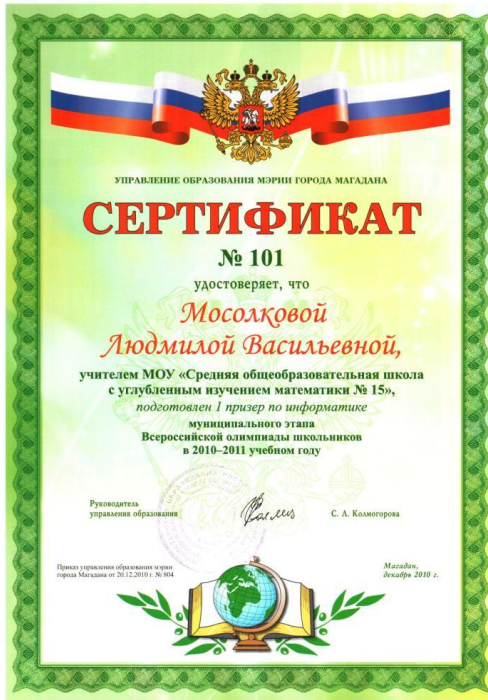 УПРАВЛЕНИЕ ОБРАЗОВАНИЯ МЭРИИ ГОРОДА МАГАДАНА
СЕРТИФИКАТ
№ 101
удостоверяет, что
Мосолковой
Людмилой Васильевной,
учителем МОУ «Средняя общеобразовательная школа
с углубленным изучением математики № 15»,
подготовлен 1 призер по информатике
муниципального этапа
Всероссийской олимпиады школьников
в 2010–2011 учебном году
Руководитель
управления образования
С. Л. Колмогорова
Приказ управления образования мэрии
города Магадана от 20.12.2010 г. № 804
Магадан,
декабрь 2010 г.